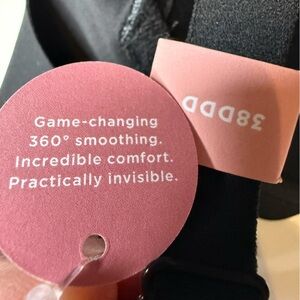 Game-changing
360° smoothing.
Incredible comfort.
Practically invisible.
38DDD